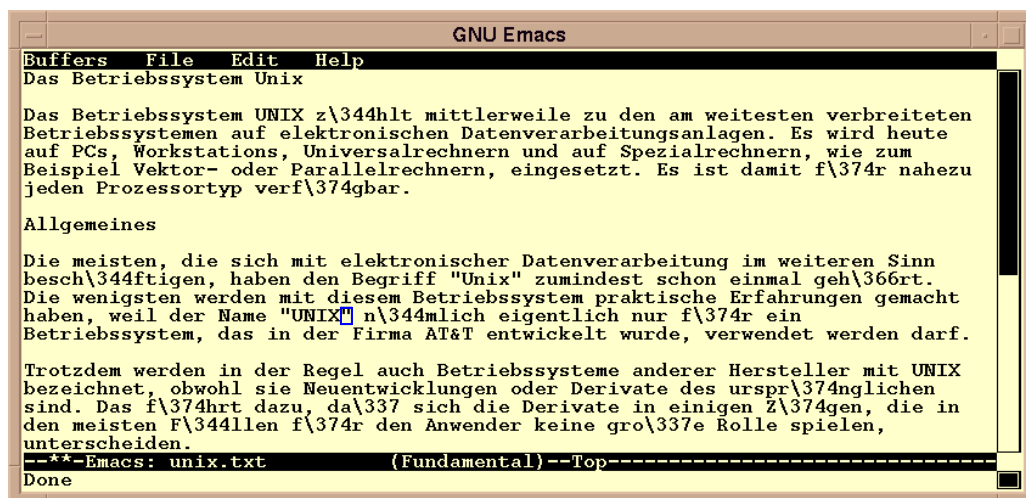 GNU Emacs
Buffers File Edit Help
Das Betriebssystem Unix
Das Betriebssystem UNIX z\344hlt mittlerweile zu den am weitesten verbreiteten
Betriebssystemen auf elektronischen Datenverarbeitungsanlagen. Es wird heute
auf PCs, Workstations, Universalrechnern und auf Spezialrechnern, wie zum
Beispiel Vektor- oder Parallelrechnern, eingesetzt. Es ist damit f\374r nahezu
jeden Prozessortyp verf\374gbar.
Allgemeines
Die meisten, die sich mit elektronischer Datenverarbeitung im weiteren Sinn
besch\344ftigen, haben den Begriff "Unix" zumindest schon einmal geh\366rt.
Die wenigsten werden mit diesem Betriebssystem praktische Erfahrungen gemacht
haben, weil der Name "UNIX" n\344mlich eigentlich nur f\374r ein
Betriebssystem, das in der Firma AT&T entwickelt wurde, verwendet werden darf.
Trotzdem werden in der Regel auch Betriebssysteme anderer Hersteller mit UNIX
bezeichnet, obwohl sie Neuentwicklungen oder Derivate des urspr\374nglichen
sind. Das f\374hrt dazu, da\337 sich die Derivate in einigen Z\374gen, die in
den meisten F\344llen f\374r den Anwender keine gro\337e Rolle spielen,
unterscheiden.
--**-Emacs: unix.txt (Fundamental)--Top--------------------------------
Done